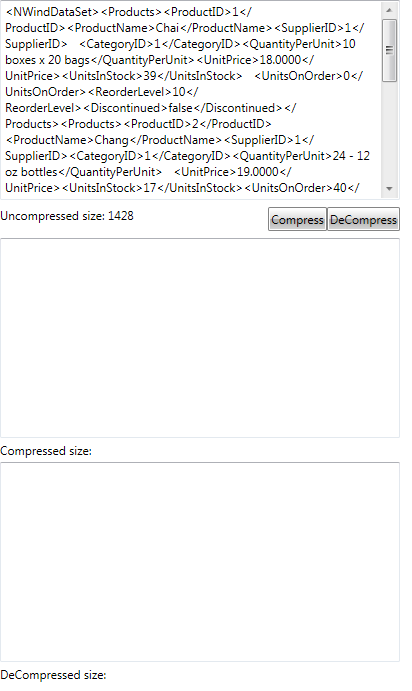 <NWindDataSet><Products><ProductID>1</
ProductID><ProductName>Chai</ProductName><SupplierID>1</
SupplierID>    <CategoryID>1</CategoryID><QuantityPerUnit>10
boxes x 20 bags</QuantityPerUnit><UnitPrice>18.0000</
UnitPrice><UnitsInStock>39</UnitsInStock>    <UnitsOnOrder>0</
UnitsOnOrder><ReorderLevel>10</
ReorderLevel><Discontinued>false</Discontinued></
Products><Products><ProductID>2</ProductID>
<ProductName>Chang</ProductName><SupplierID>1</
SupplierID><CategoryID>1</CategoryID><QuantityPerUnit>24 - 12
oz bottles</QuantityPerUnit>    <UnitPrice>19.0000</
UnitPrice><UnitsInStock>17</UnitsInStock><UnitsOnOrder>40</
Uncompressed size: 1428
Compress
DeCompress
Compressed size:
DeCompressed size: